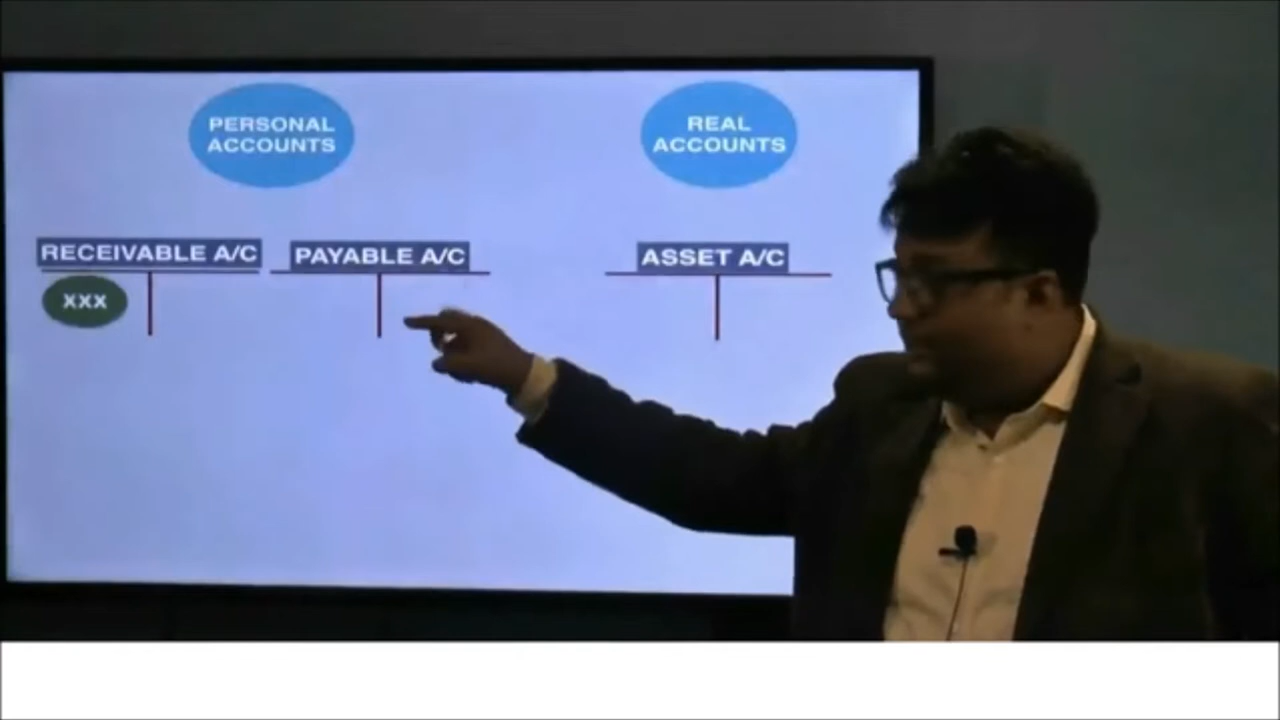 PERSONAL
ACCOUNTS
REAL
ACCOUNTS
RECEIVABLE A/C
PAYABLE A/C
ASSET A/C
XXX